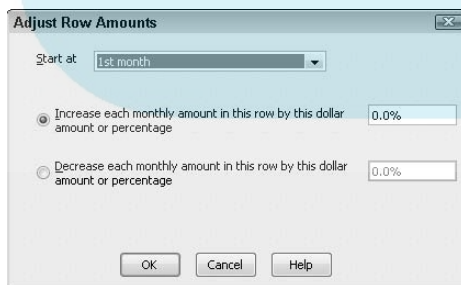 Adjust Row Amounts
Start at 1st month
Increase each monthly amount in this row by this dollar 0.0%
amount or percentage
Decrease each monthly amount in this row by this dollar 0.0%
amount or percentage
OK Cancel Help